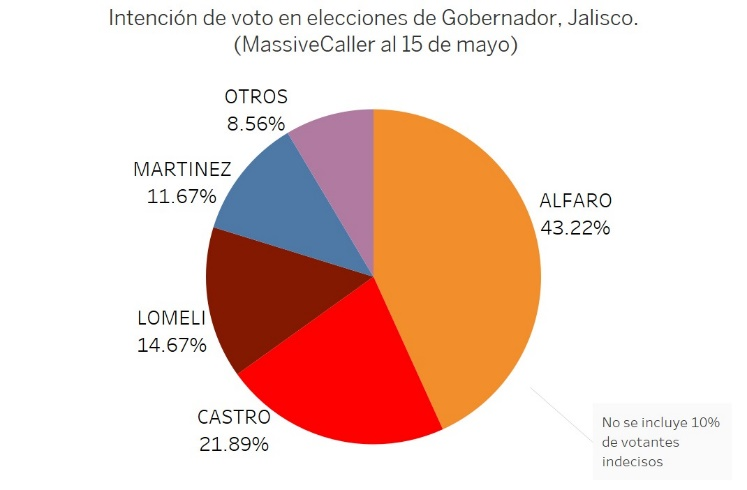 Intención de voto en elecciones de Gobernador, Jalisco.
(MassiveCaller al 15 de mayo)
OTROS
8.56%
MARTINEZ
11.67%
ALFARO
43.22%
LOMELI
14.67%
CASTRO
21.89%
No se incluye 10%
de votantes
indecisos